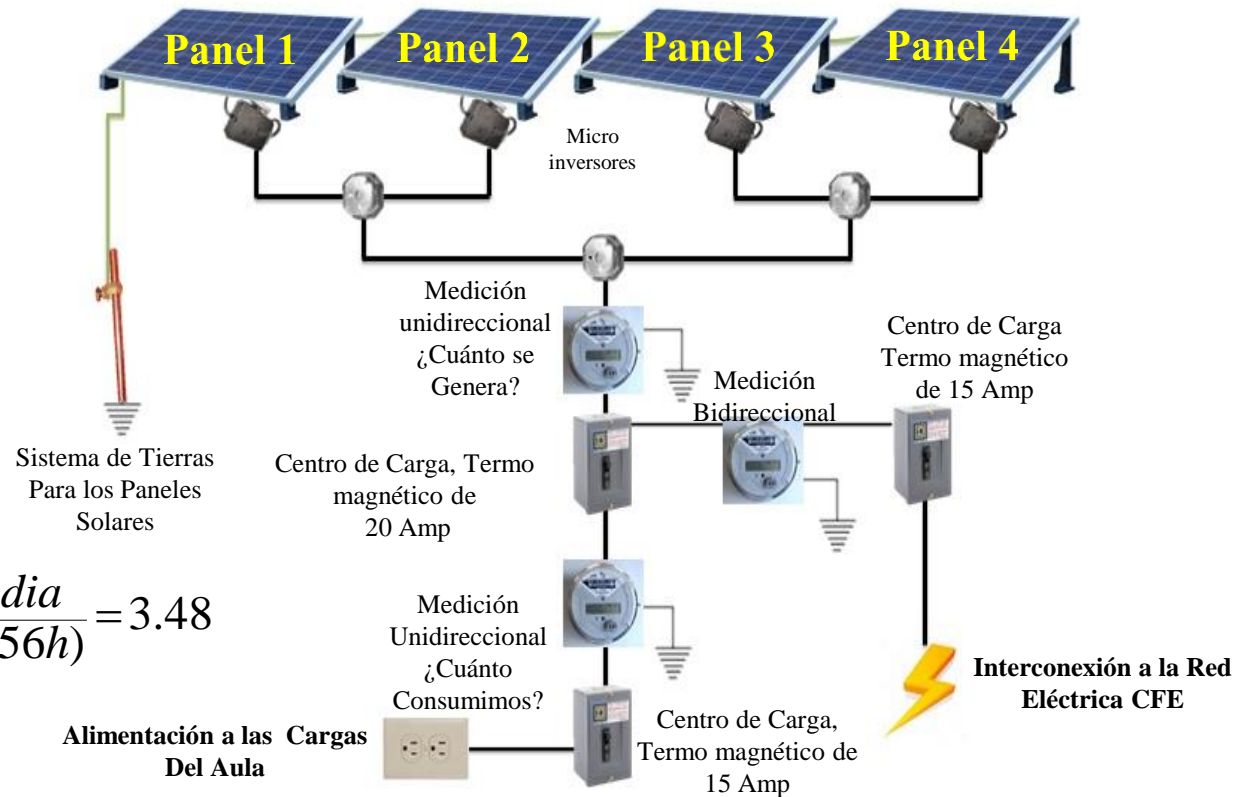 Panel 1
Panel 2
Panel 3
Panel 4
Micro
inversores
Medición
unidireccional
¿Cuánto se
Genera?
Medición
Bidireccional
Centro de Carga
Termo magnético
de 15 Amp
Sistema de Tierras
Para los Paneles
Solares
Centro de Carga, Termo
magnético de
20 Amp
dia
56h) = 3.48
Medición
Unidireccional
¿Cuánto
Consumimos?
Interconexión a la Red
Eléctrica CFE
Alimentación a las Cargas
Del Aula
Centro de Carga,
Termo magnético de
15 Amp